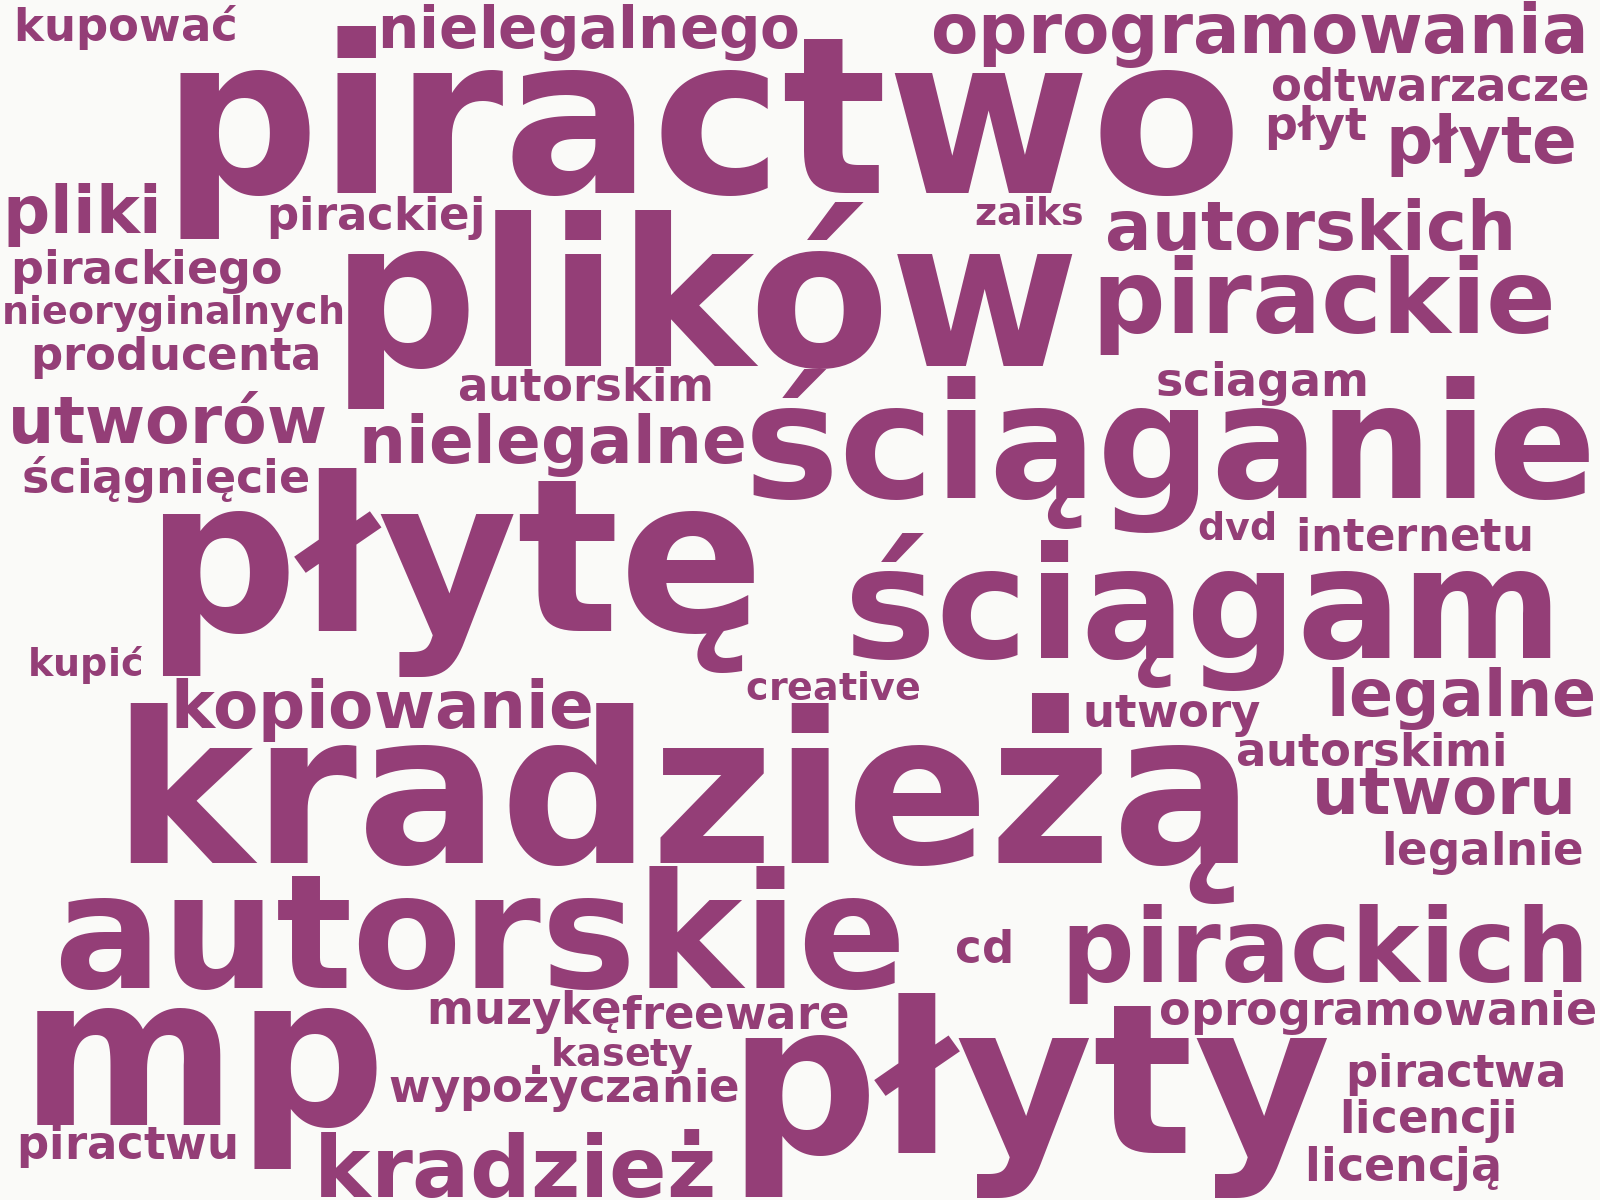 kupować nielegalnego oprogramowania
piractwo odtwarzacze
płyt płyte
pliki pirackiej zaiks autorskich
plików pirackie
pirackiego
nieoryginalnych
producenta
autorskim sciagam
utworów nielegalne ściąganie
ściągnięcie
płytę dvd internetu
ściągam
kupić
kopiowanie creative utwory legalne
kradzieżą autorskimi
utworu
legalnie
autorskie cd pirackich
mp muzykę freeware płyty oprogramowanie
kasety piractwa
wypożyczanie
licencji
piractwu kradzież licencją